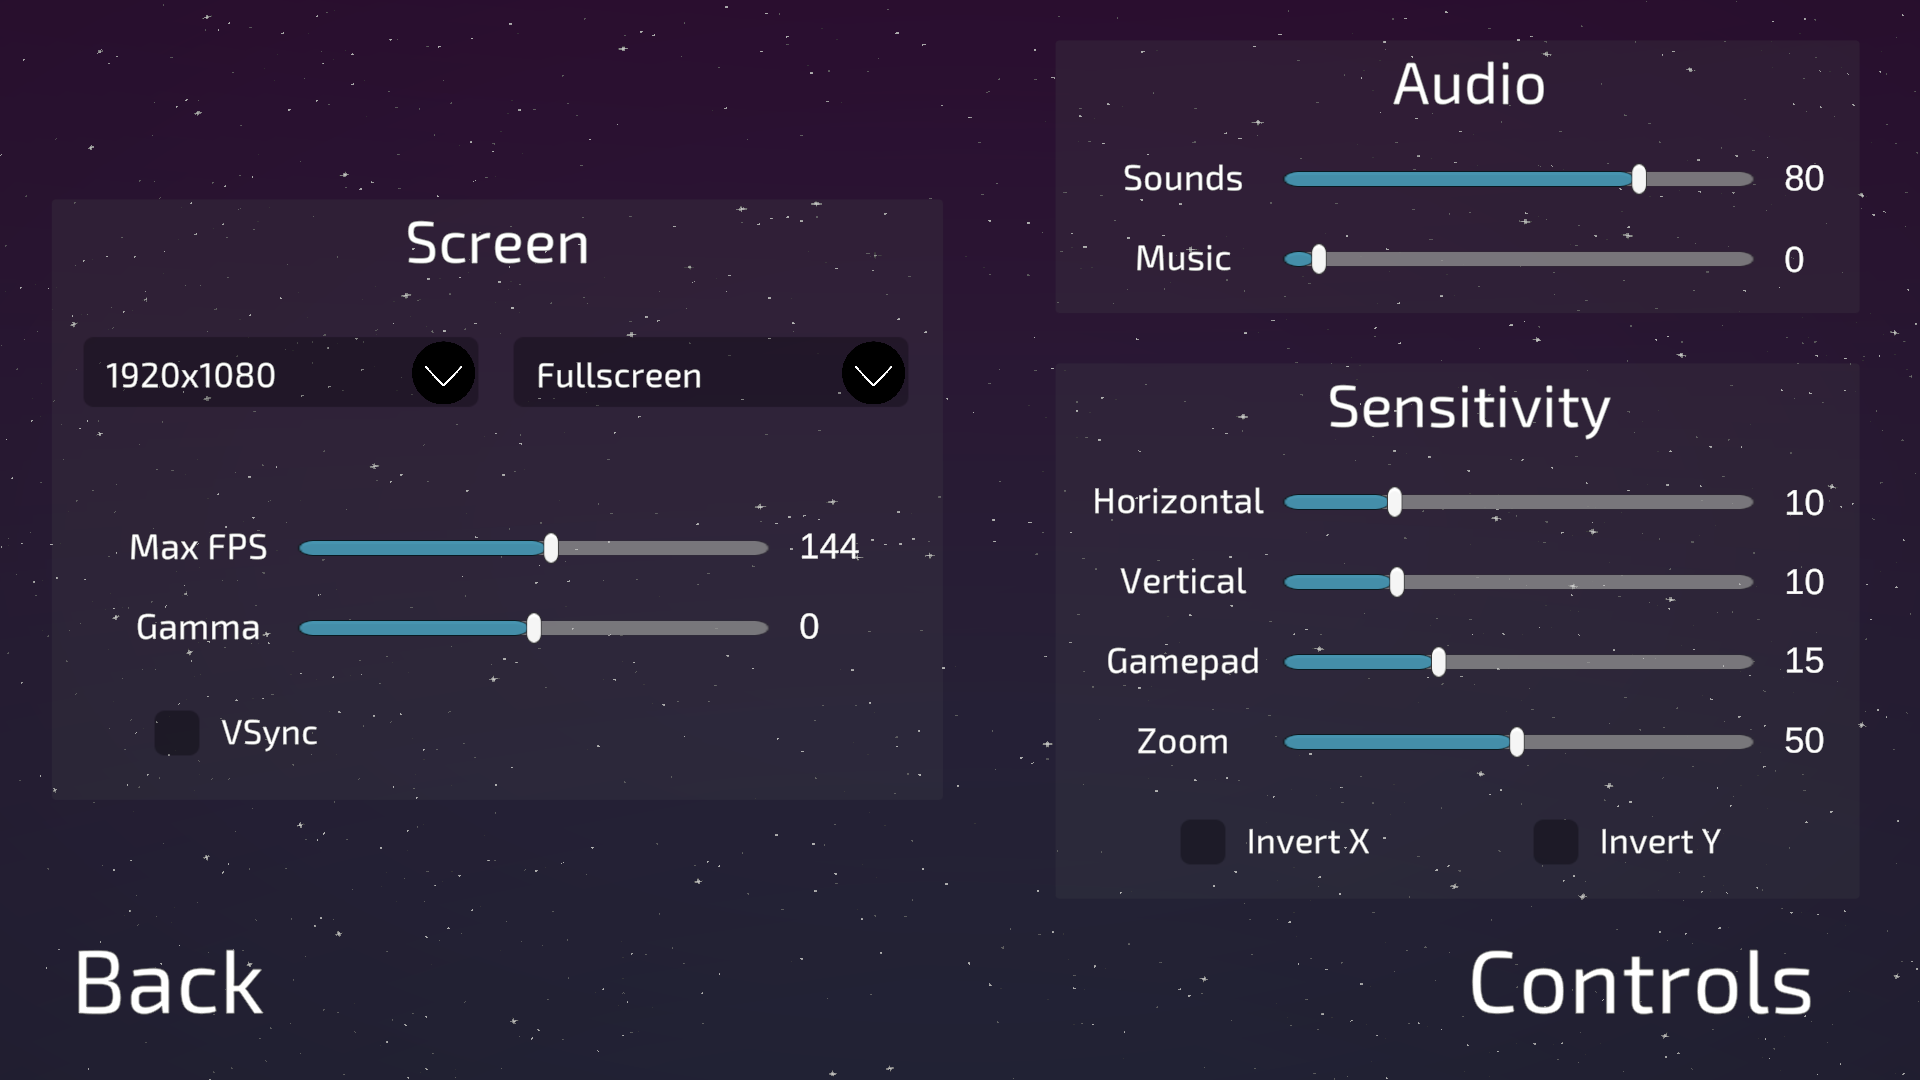 Screen
1920x1080
Fullscreen
Max FPS 144
Gamma 0
VSync
Audio
Sounds 80
Music 0
Sensitivity
Horizontal 10
Vertical 10
Gamepad 15
Zoom 50
Invert X
Invert Y
Back
Controls